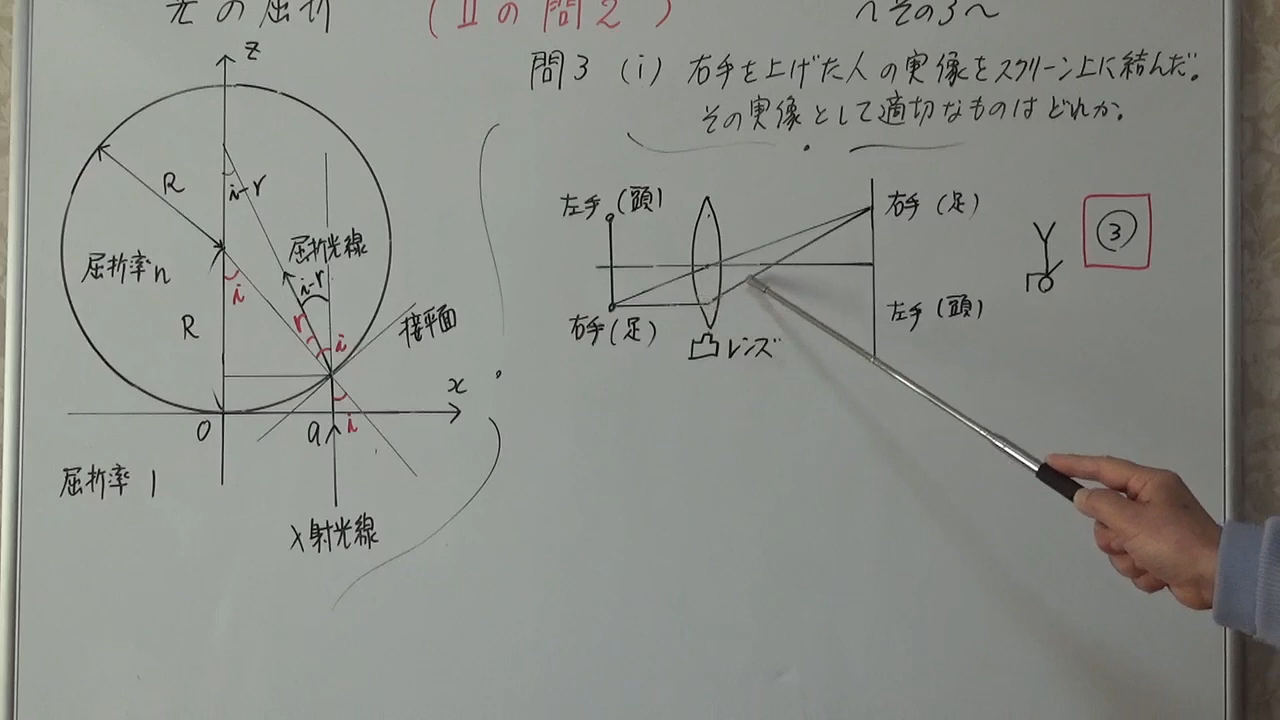 光の屈折 (Ⅱの問2) 〜その3〜
問3 (i) 右手を上げた人の実像をスクリーン上に結んだ。
その実像として適切なものはどれか。
z
R
i-r
屈折光線
屈折率n
i
i-r
R
r
i
接平面
x
O
a
i
屈折率 1
入射光線
左手 (頭)
右手 (足)
右手 (足)
左手 (頭)
凸レンズ
③